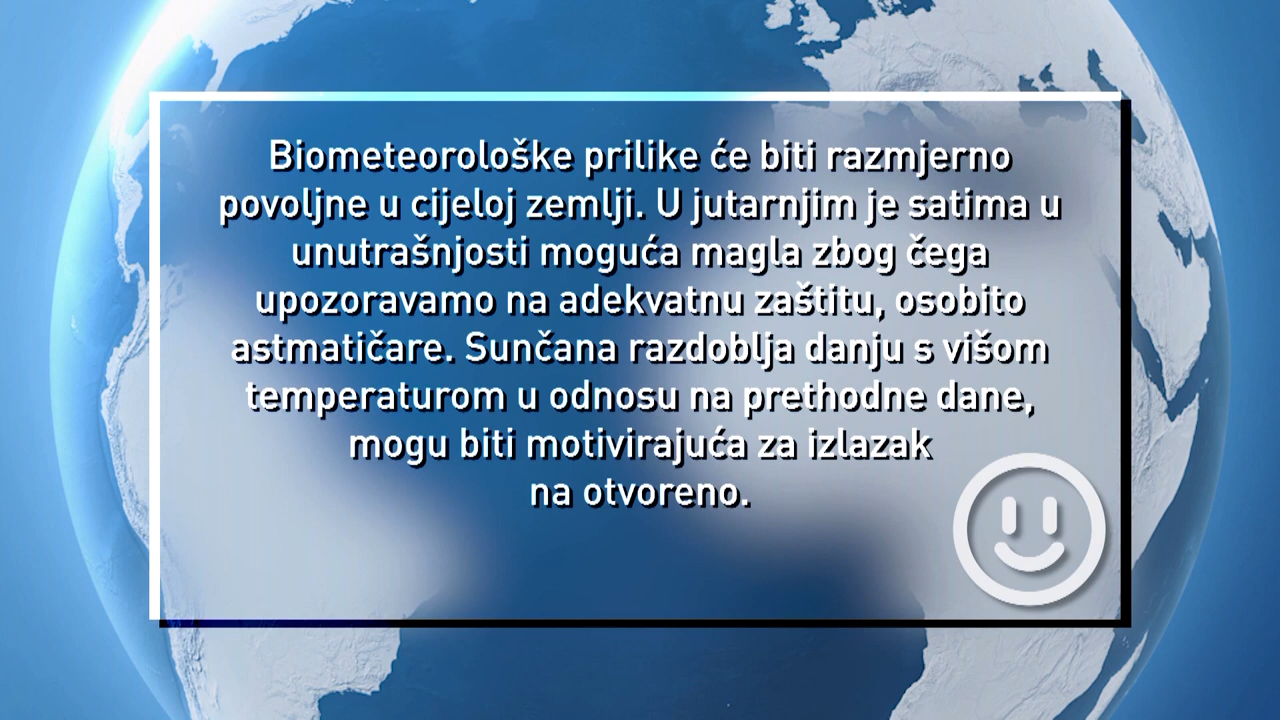 Biometeorološke prilike će biti razmjerno
povoljne u cijeloj zemlji. U jutarnjim je satima u
unutrašnjosti moguća magla zbog čega
upozoravamo na adekvatnu zaštitu, osobito
astmatičare. Sunčana razdoblja danju s višom
temperaturom u odnosu na prethodne dane,
mogu biti motivirajuća za izlazak
na otvoreno.